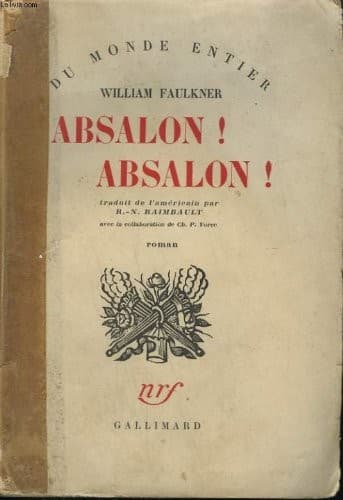 DU MONDE ENTIER
WILLIAM FAULKNER
ABSALON !
ABSALON !
traduit de l'américain par
R.-N. RAIMBAULT
avec la collaboration de Ch. P. Vorce
roman
nrf
GALLIMARD